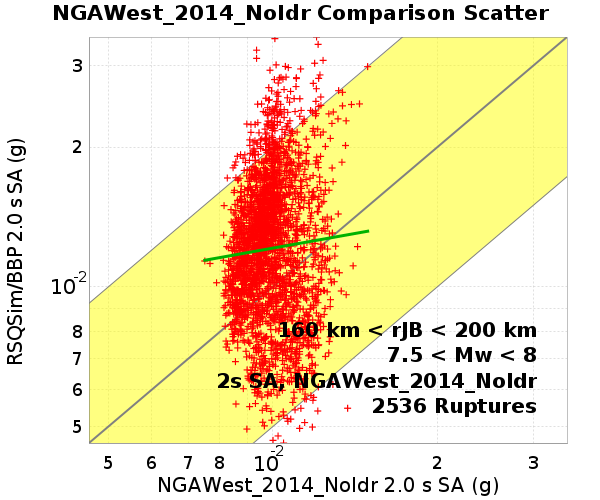 NGAWest_2014_NoIdr Comparison Scatter
RSQSim/BBP 2.0 s SA (g)
3
2
10-2
8
7
6
5
160 km < rJB < 200 km
7.5 < Mw < 8
2s SA, NGAWest_2014_NoIdr
2536 Ruptures
5 6 7 8 10-2 2 3
NGAWest_2014_NoIdr 2.0 s SA (g)